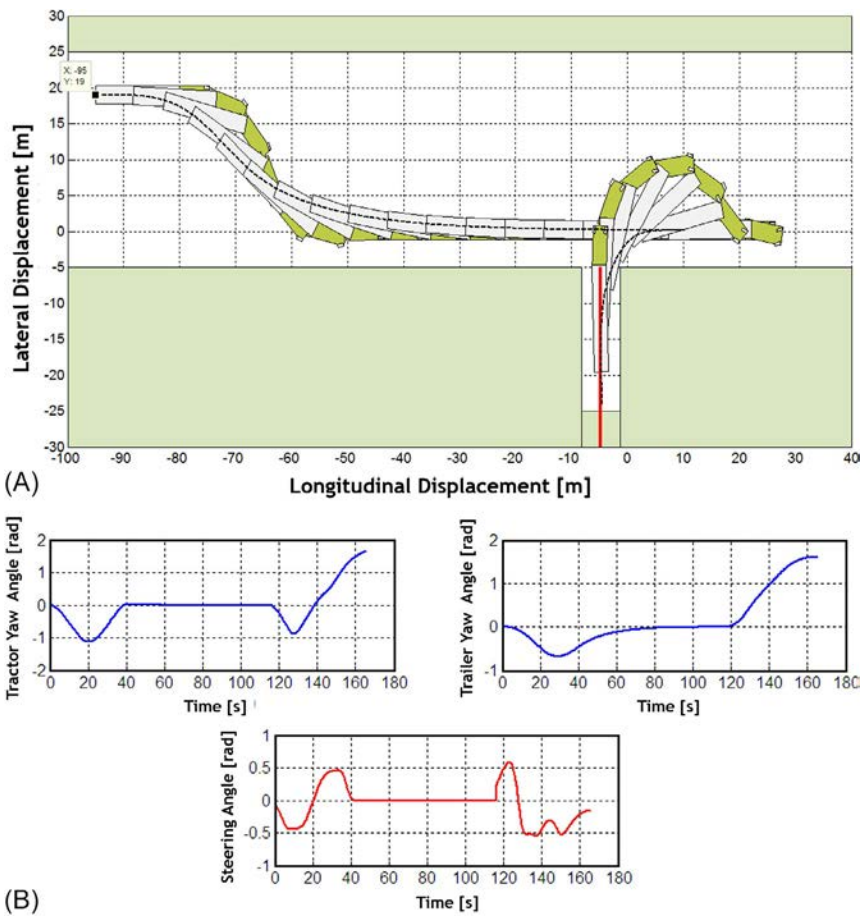 30
25
20
15
10
5
0
-5
-10
-15
-20
-25
-30
Lateral Displacement [m]
X: -95
Y: 19
-100 -90 -80 -70 -60 -50 -40 -30 -20 -10 0 10 20 30 40
Longitudinal Displacement [m]
(A)
Tractor Yaw Angle [rad]
2
1
0
-1
-2
0 20 40 60 80 100 120 140 160 180
Time [s]
Trailer Yaw Angle [rad]
2
1
0
-1
0 20 40 60 80 100 120 140 160 180
Time [s]
Steering Angle [rad]
1
0.5
0
-0.5
-1
0 20 40 60 80 100 120 140 160 180
Time [s]
(B)